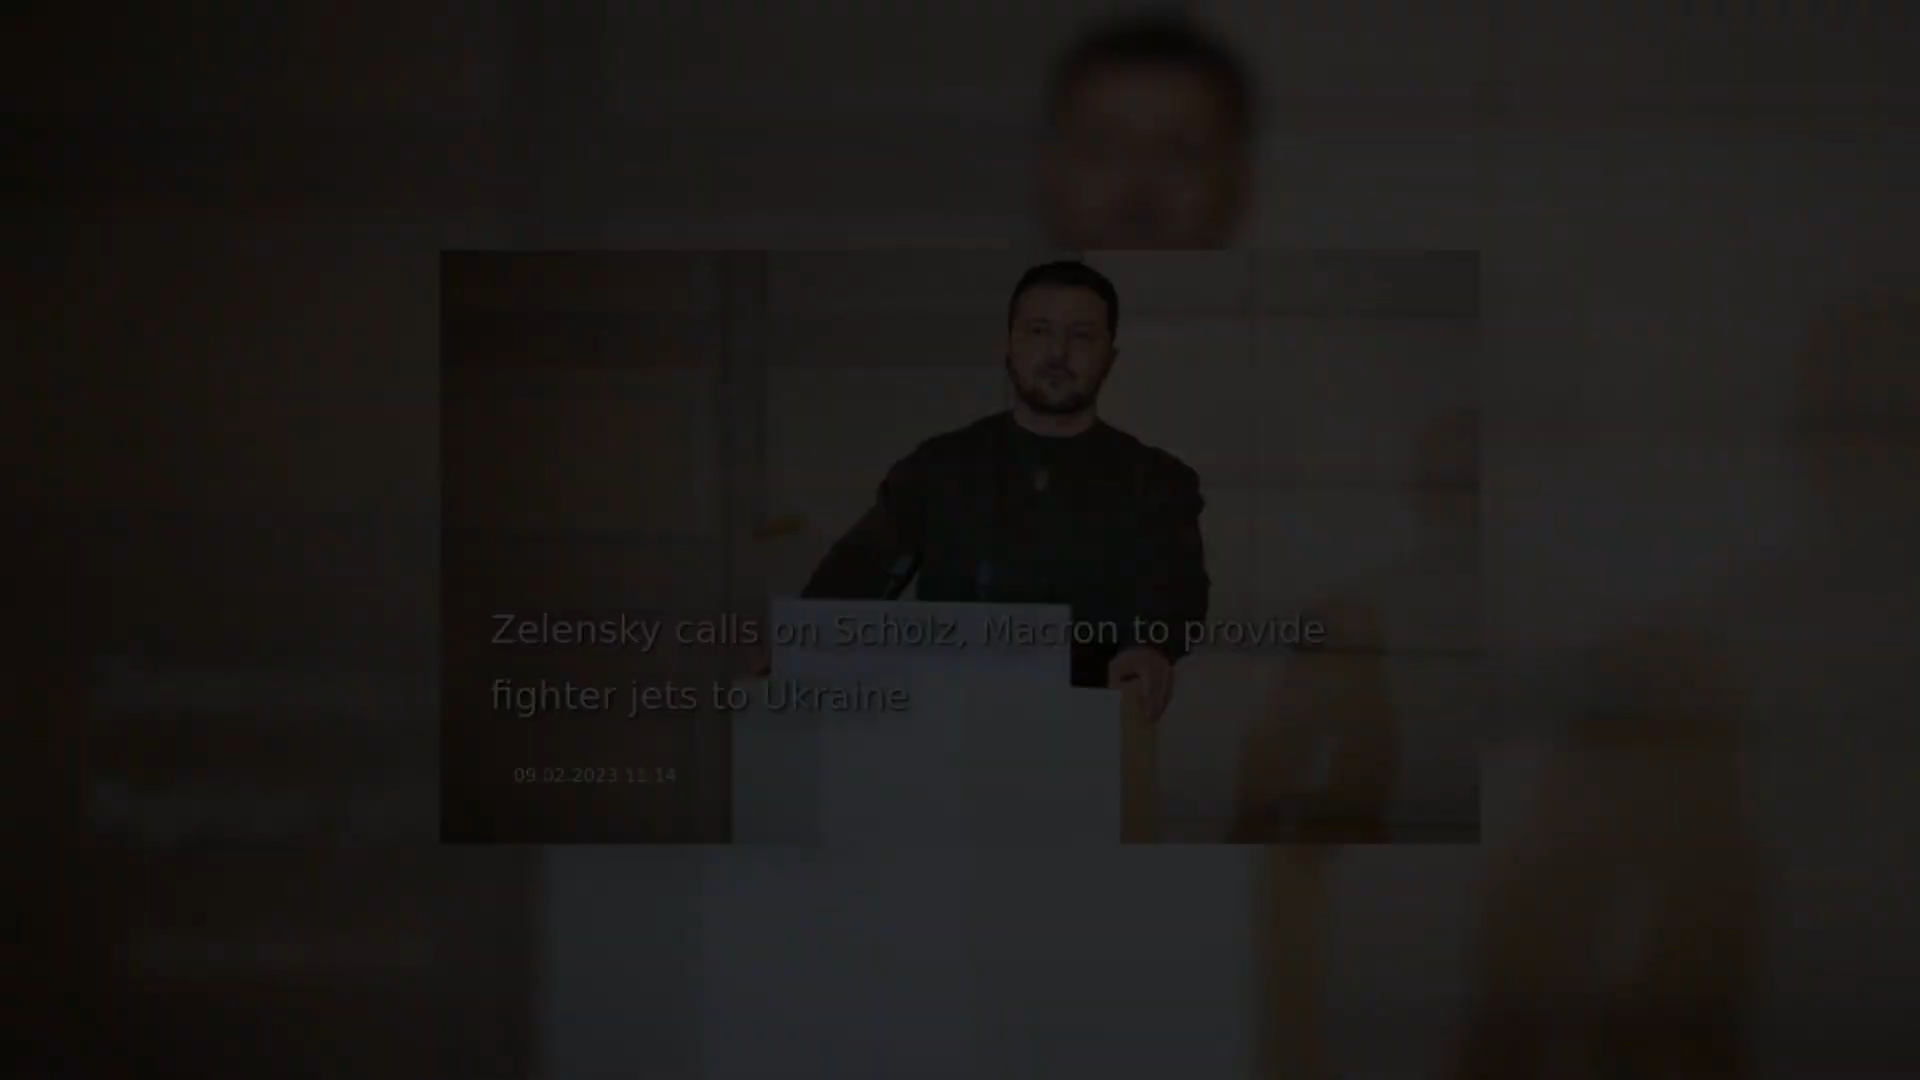 Zelensky calls on Scholz, Macron to provide
fighter jets to Ukraine
09.02.2023 11:14